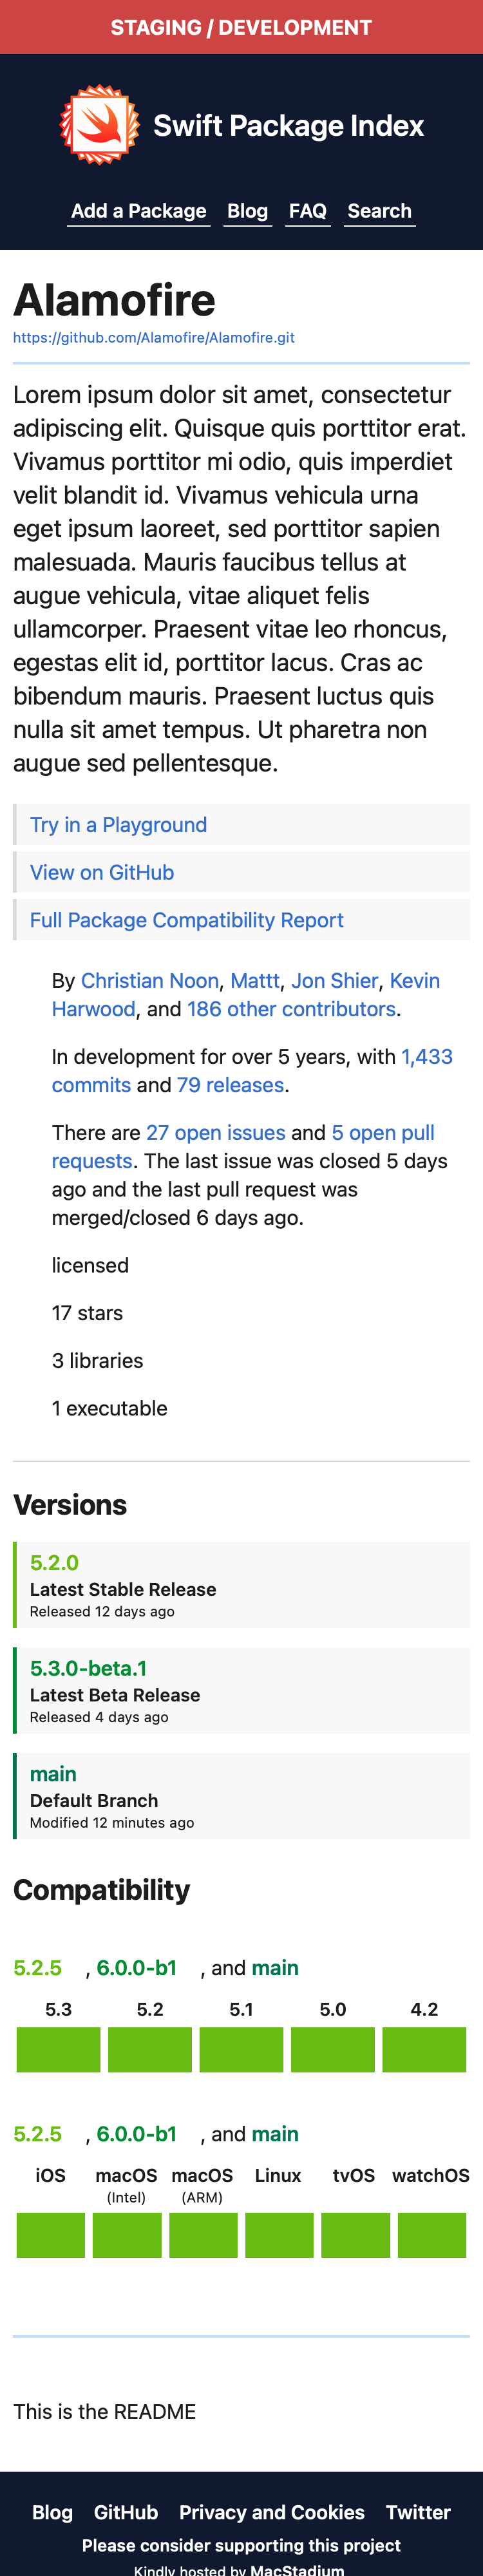 STAGING / DEVELOPMENT
Swift Package Index
Add a Package Blog FAQ Search
Alamofire
https://github.com/Alamofire/Alamofire.git
Lorem ipsum dolor sit amet, consectetur
adipiscing elit. Quisque quis porttitor erat.
Vivamus porttitor mi odio, quis imperdiet
velit blandit id. Vivamus vehicula urna
eget ipsum laoreet, sed porttitor sapien
malesuada. Mauris faucibus tellus at
augue vehicula, vitae aliquet felis
ullamcorper. Praesent vitae leo rhoncus,
egestas elit id, porttitor lacus. Cras ac
bibendum mauris. Praesent luctus quis
nulla sit amet tempus. Ut pharetra non
augue sed pellentesque.
Try in a Playground
View on GitHub
Full Package Compatibility Report
By Christian Noon, Mattt, Jon Shier, Kevin
Harwood, and 186 other contributors.
In development for over 5 years, with 1,433
commits and 79 releases.
There are 27 open issues and 5 open pull
requests. The last issue was closed 5 days
ago and the last pull request was
merged/closed 6 days ago.
licensed
17 stars
3 libraries
1 executable
Versions
5.2.0
Latest Stable Release
Released 12 days ago
5.3.0-beta.1
Latest Beta Release
Released 4 days ago
main
Default Branch
Modified 12 minutes ago
Compatibility
5.2.5 , 6.0.0-b1 , and main
5.3 5.2 5.1 5.0 4.2
5.2.5 , 6.0.0-b1 , and main
iOS macOS macOS Linux tvOS watchOS
(Intel) (ARM)
This is the README
Blog GitHub Privacy and Cookies Twitter
Please consider supporting this project
Kindly hosted by MacStadium